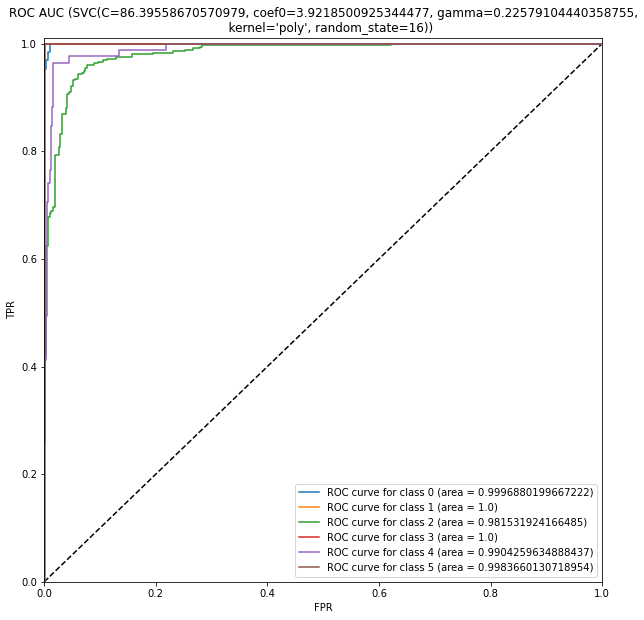 ROC AUC (SVC(C=86.39558670570979, coef0=3.9218500925344477, gamma=0.22579104440358755,
kernel='poly', random_state=16))
1.0
0.8
0.6
0.4
0.2
0.0
TPR
ROC curve for class 0 (area = 0.9996880199667222)
ROC curve for class 1 (area = 1.0)
ROC curve for class 2 (area = 0.981531924166485)
ROC curve for class 3 (area = 1.0)
ROC curve for class 4 (area = 0.9904259634888437)
ROC curve for class 5 (area = 0.9983660130718954)
0.0 0.2 0.4 0.6 0.8 1.0
FPR